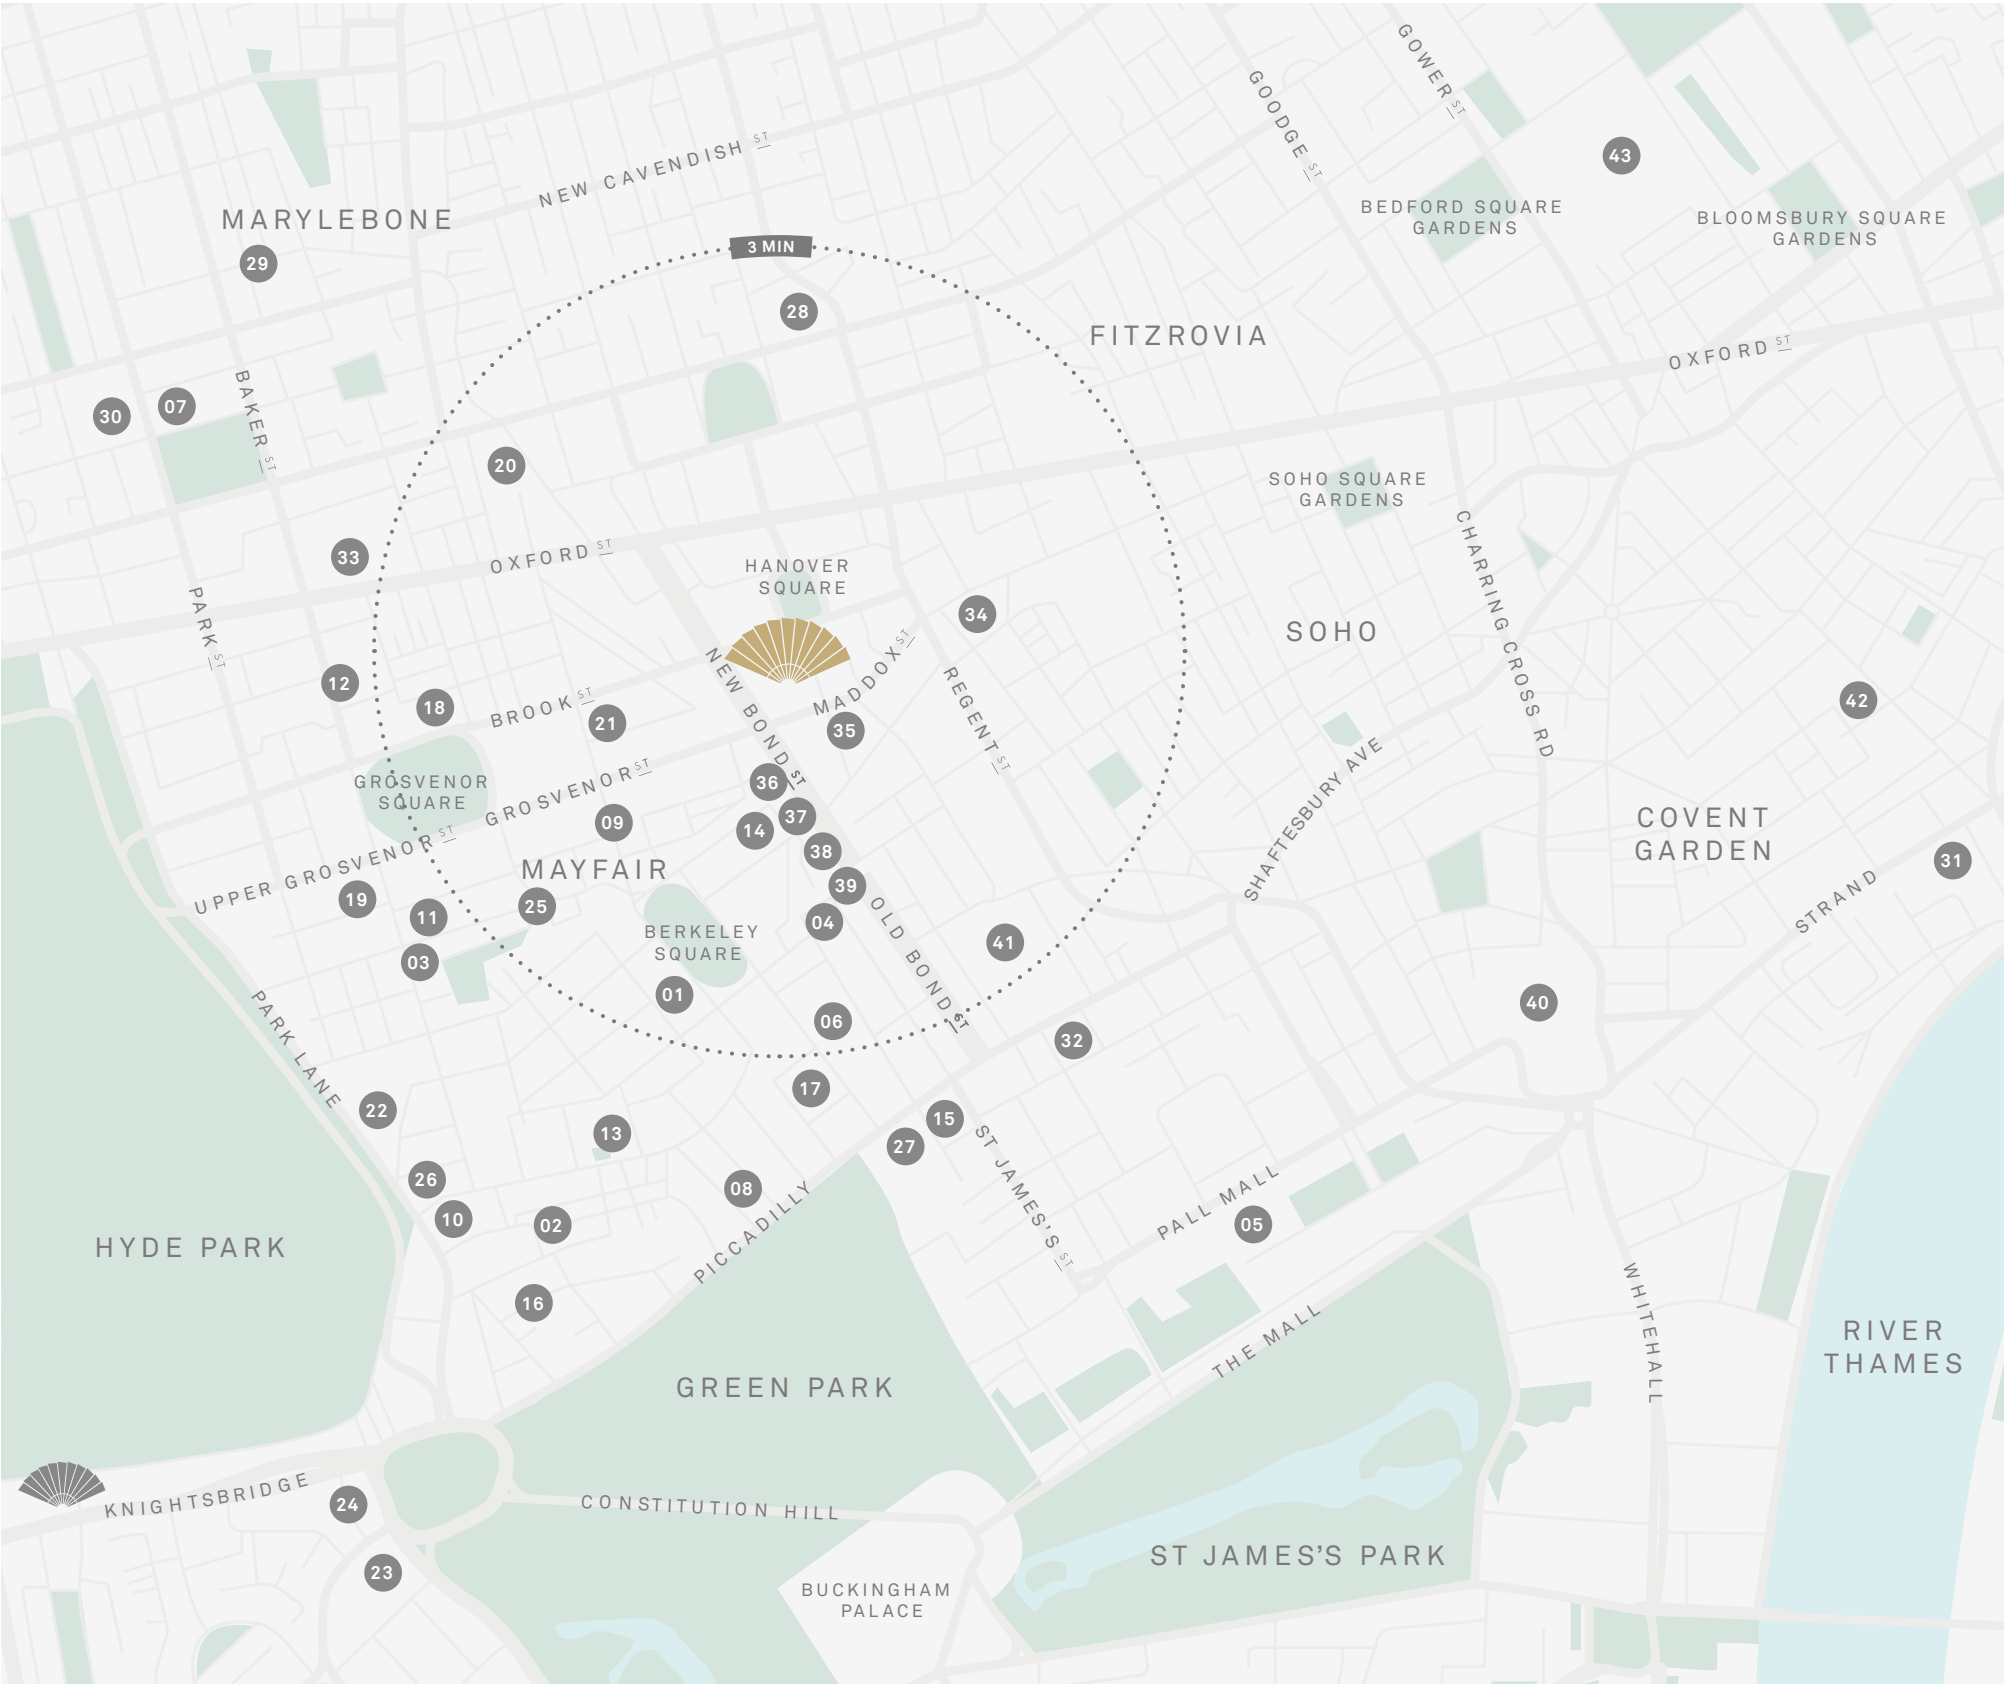 GOWER ST
GOODGE ST
NEW CAVENDISH ST
43
MARYLEBONE
BEDFORD SQUARE
GARDENS
BLOOMSBURY SQUARE
GARDENS
29
3 MIN
28
FITZROVIA
OXFORD ST
30
07
BAKER ST
20
SOHO SQUARE
GARDENS
33
OXFORD ST
HANOVER
SQUARE
CHARRING CROSS RD
PARK ST
34
SOHO
12
18
BROOK ST
21
NEW BOND ST
MADDOX ST
35
REGENT ST
42
GROSVENOR
SQUARE
GROSVENOR ST
36
37
14
09
38
SHAFTESBURY AVE
COVENT
GARDEN
UPPER GROSVENOR ST
MAYFAIR
39
31
19
11
25
04
OLD BOND ST
STRAND
BERKELEY
SQUARE
41
03
01
40
PARK LANE
06
32
17
22
13
15
27
ST JAMES'S ST
26
08
PICCADILLY
PALL MALL
10
02
05
HYDE PARK
16
WHITEHALL
THE MALL
RIVER
THAMES
GREEN PARK
KNIGHTSBRIDGE
24
CONSTITUTION HILL
ST JAMES'S PARK
23
BUCKINGHAM
PALACE